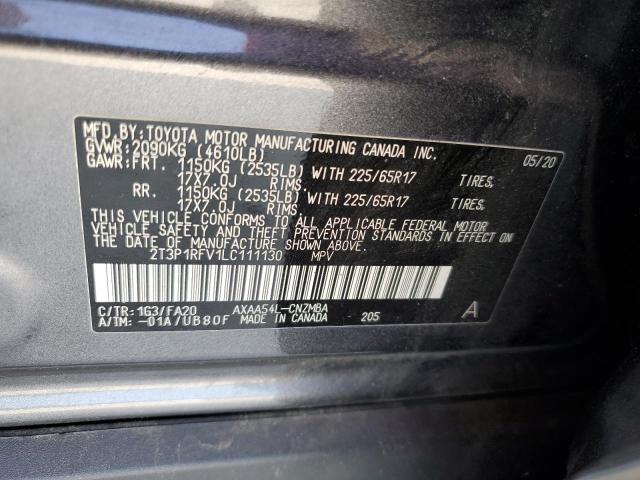 MFD.BY:TOYOTA MOTOR MANUFACTURING CANADA INC.
GVWR:2090KG (4610LB) 05/20
GAWR:FRT. 1150KG (2535LB) WITH 225/65R17 TIRES,
17X7.0J RIMS.
RR. 1150KG (2535LB) WITH 225/65R17 TIRES,
17X7.0J RIMS.
THIS VEHICLE CONFORMS TO ALL APPLICABLE FEDERAL MOTOR
VEHICLE SAFETY AND THEFT PREVENTION STANDARDS IN EFFECT ON
THE DATE OF MANUFACTURE SHOWN ABOVE.
2T3P1RFV1LC111130 MPV
C/TR:1G3/FA20 AXAA54L-CNZMBA A
A/TM:-01A/UB80F MADE IN CANADA 205